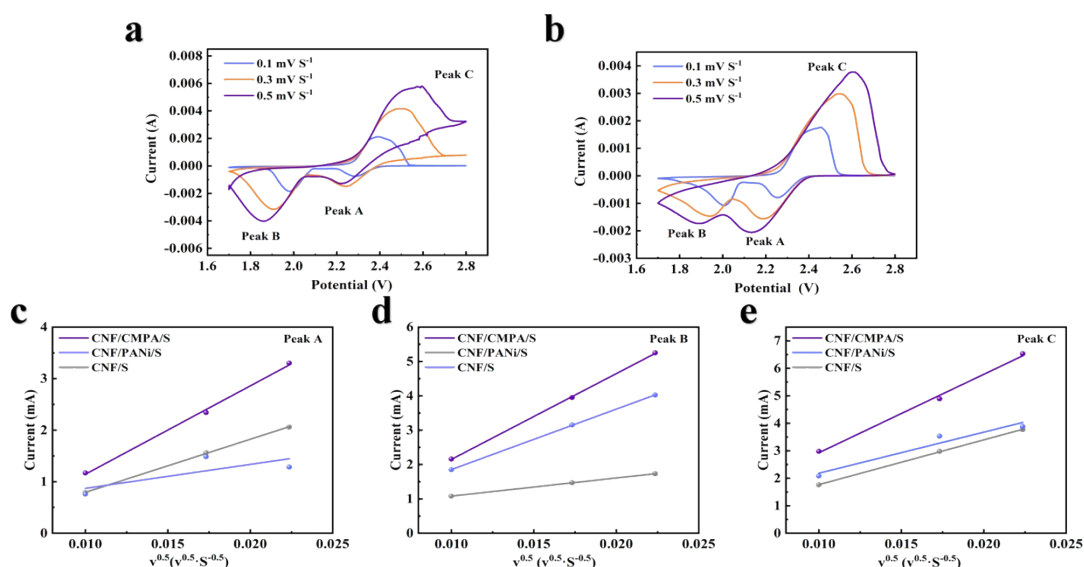 a
0.1 mV S⁻¹
0.3 mV S⁻¹
0.5 mV S⁻¹
Peak C
Peak A
Peak B
0.008
0.006
0.004
0.002
0.000
-0.002
-0.004
-0.006
Current (A)
1.6 1.8 2.0 2.2 2.4 2.6 2.8
Potential (V)
b
0.1 mV S⁻¹
0.3 mV S⁻¹
0.5 mV S⁻¹
Peak C
Peak B
Peak A
0.004
0.003
0.002
0.001
0.000
-0.001
-0.002
-0.003
Current (A)
1.6 1.8 2.0 2.2 2.4 2.6 2.8
Potential (V)
c
CNF/CMPA/S
CNF/PANi/S
CNF/S
Peak A
4
3
2
1
0
Current (mA)
0.010 0.015 0.020 0.025
v⁰·⁵(v⁰·⁵·S⁻⁰·⁵)
d
CNF/CMPA/S
CNF/PANi/S
CNF/S
Peak B
6
5
4
3
2
1
0
Current (mA)
0.010 0.015 0.020 0.025
v⁰·⁵ (v⁰·⁵·S⁻⁰·⁵)
e
CNF/CMPA/S
CNF/PANi/S
CNF/S
Peak C
7
6
5
4
3
2
1
0
Current (mA)
0.010 0.015 0.020 0.025
v⁰·⁵ (v⁰·⁵·S⁻⁰·⁵)